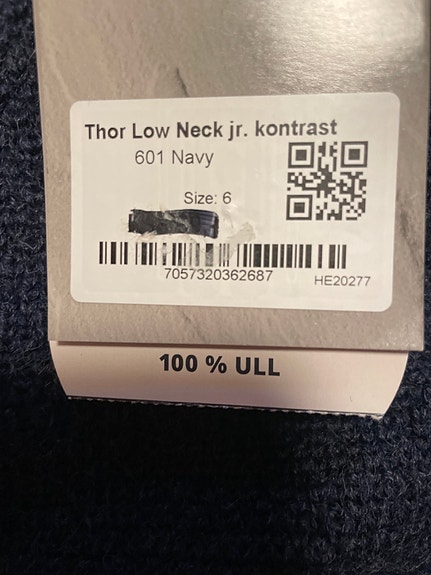 Thor Low Neck jr. kontrast
601 Navy
Size: 6
7057320362687
HE20277
100 % ULL